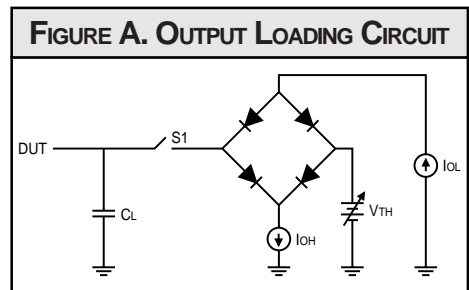 FIGURE A. OUTPUT LOADING CIRCUIT
DUT
S1
CL
IOH
VTH
IOL